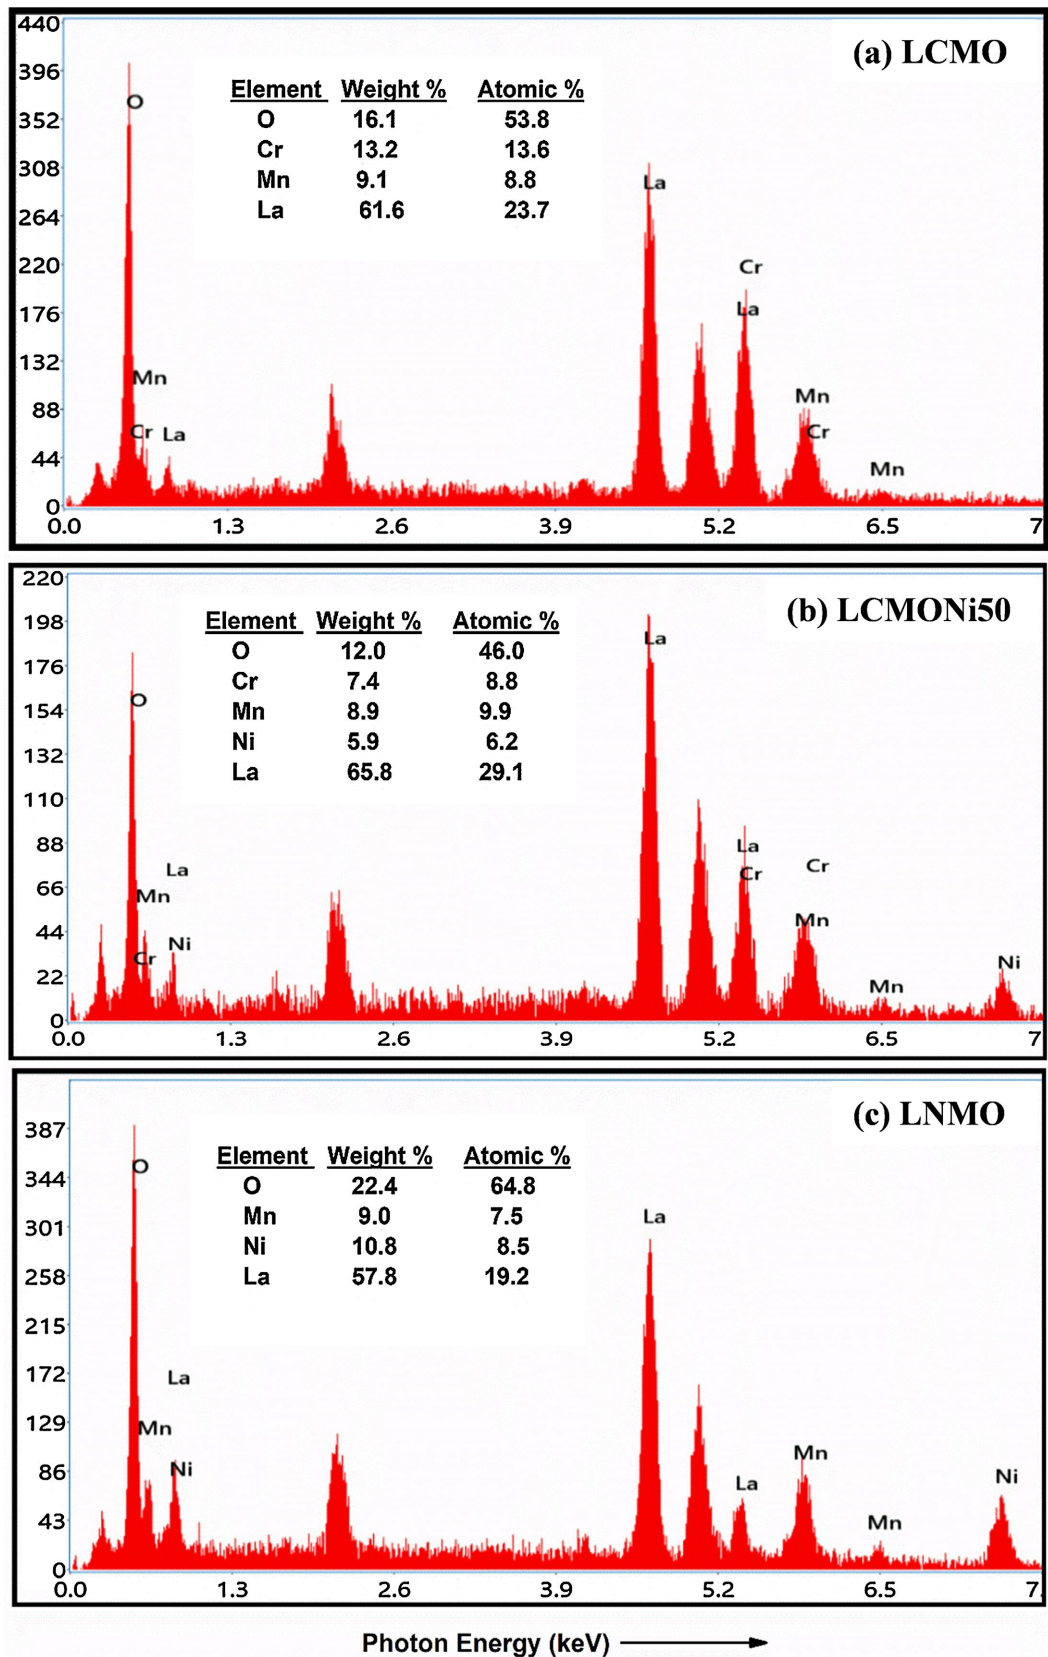 (a) LCMO
440
396
352
308
264
220
176
132
88
44
0
Element Weight % Atomic %
O 16.1 53.8
Cr 13.2 13.6
Mn 9.1 8.8
La 61.6 23.7
O
Mn
Cr La
La
Cr
La
Mn
Cr
Mn
0.0 1.3 2.6 3.9 5.2 6.5 7
(b) LCMONi50
220
198
176
154
132
110
88
66
44
22
0
Element Weight % Atomic %
O 12.0 46.0
Cr 7.4 8.8
Mn 8.9 9.9
Ni 5.9 6.2
La 65.8 29.1
O
La
Mn
Ni
Cr
La
La
Cr
Cr
Mn
Mn
Ni
0.0 1.3 2.6 3.9 5.2 6.5 7
(c) LNMO
387
344
301
258
215
172
129
86
43
0
Element Weight % Atomic %
O 22.4 64.8
Mn 9.0 7.5
Ni 10.8 8.5
La 57.8 19.2
O
La
Mn
Ni
La
La
Mn
Mn
Ni
0.0 1.3 2.6 3.9 5.2 6.5 7.
Photon Energy (keV)